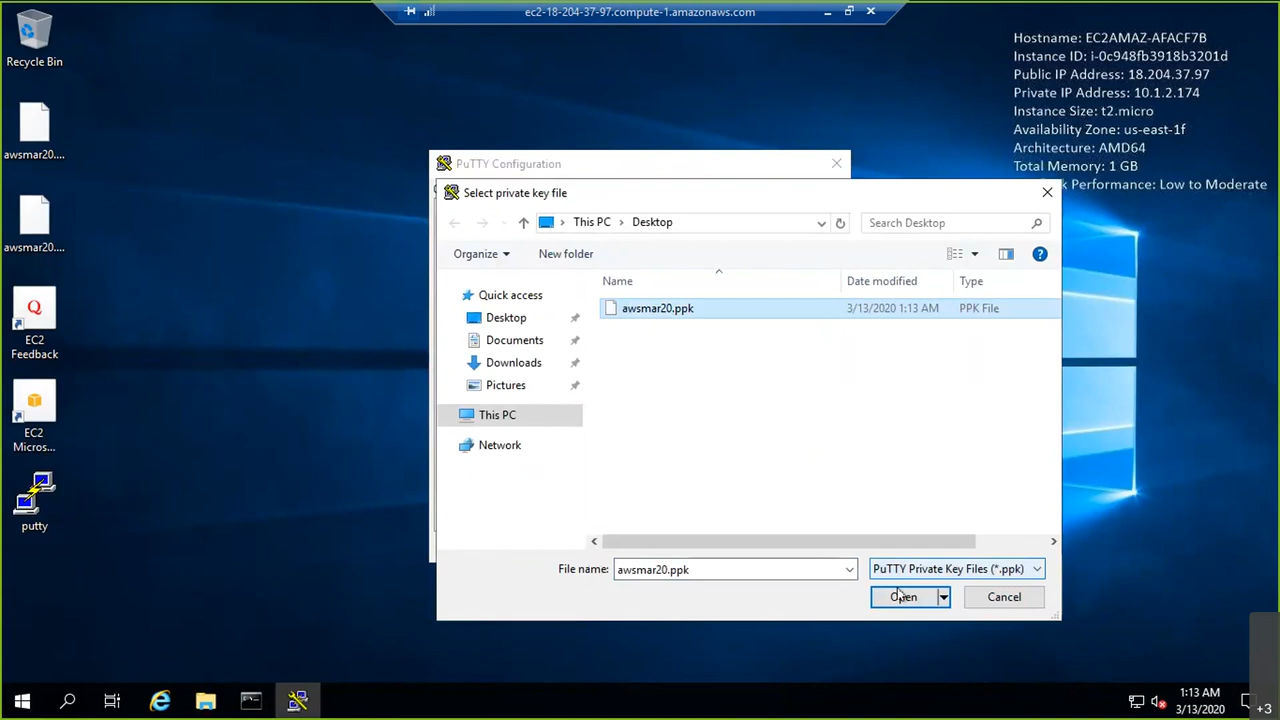 ec2-18-204-37-97.compute-1.amazonaws.com
Recycle Bin
awsmar20....
awsmar20....
Q
EC2
Feedback
EC2
Micros...
putty
Hostname: EC2AMAZ-AFACF7B
Instance ID: i-0c948fb3918b3201d
Public IP Address: 18.204.37.97
Private IP Address: 10.1.2.174
Instance Size: t2.micro
Availability Zone: us-east-1f
Architecture: AMD64
Total Memory: 1 GB
k Performance: Low to Moderate
PuTTY Configuration
Select private key file
This PC
Desktop
Search Desktop
Organize
New folder
Name
Date modified
Type
Quick access
Desktop
Documents
Downloads
Pictures
This PC
Network
awsmar20.ppk
3/13/2020 1:13 AM
PPK File
File name:
awsmar20.ppk
PuTTY Private Key Files (*.ppk)
Open
Cancel
1:13 AM
3/13/2020
+3